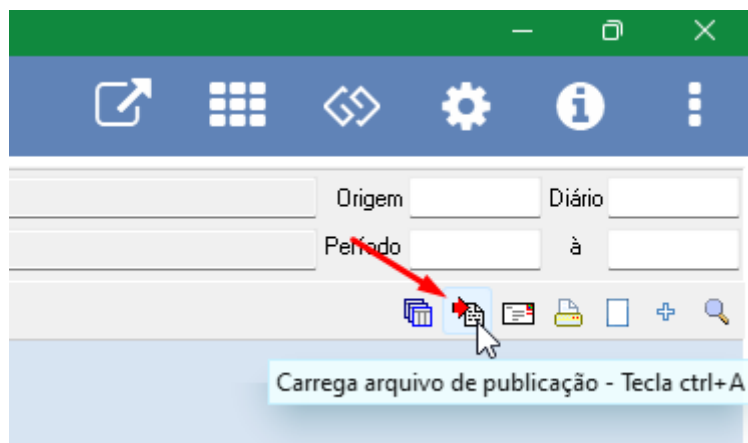 Origem Diário
Período à
Carrega arquivo de publicação - Tecla ctrl+A